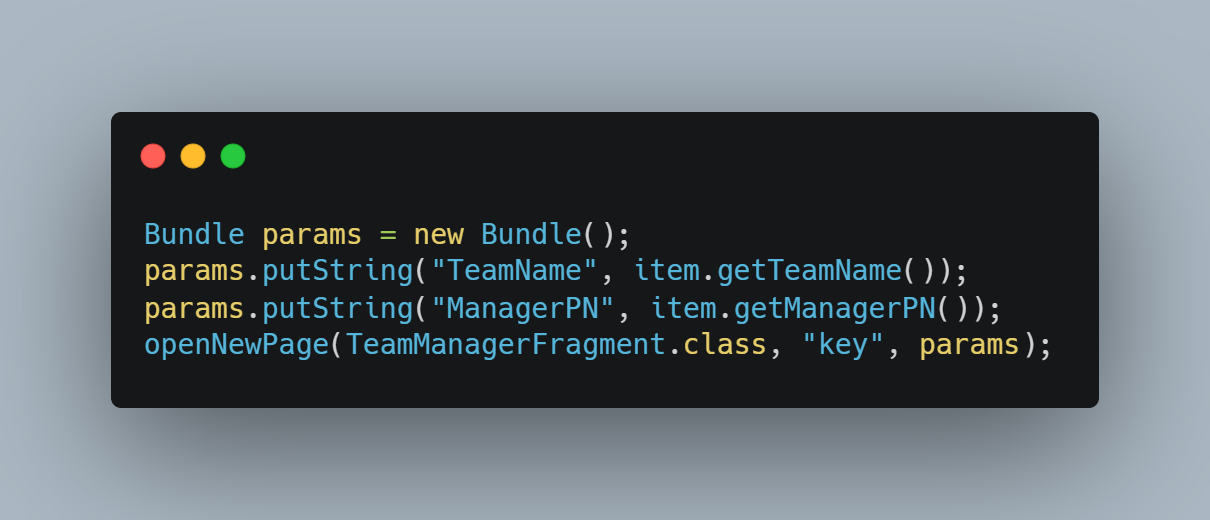 Bundle params = new Bundle();
params.putString("TeamName", item.getTeamName());
params.putString("ManagerPN", item.getManagerPN());
openNewPage(TeamManagerFragment.class, "key", params);